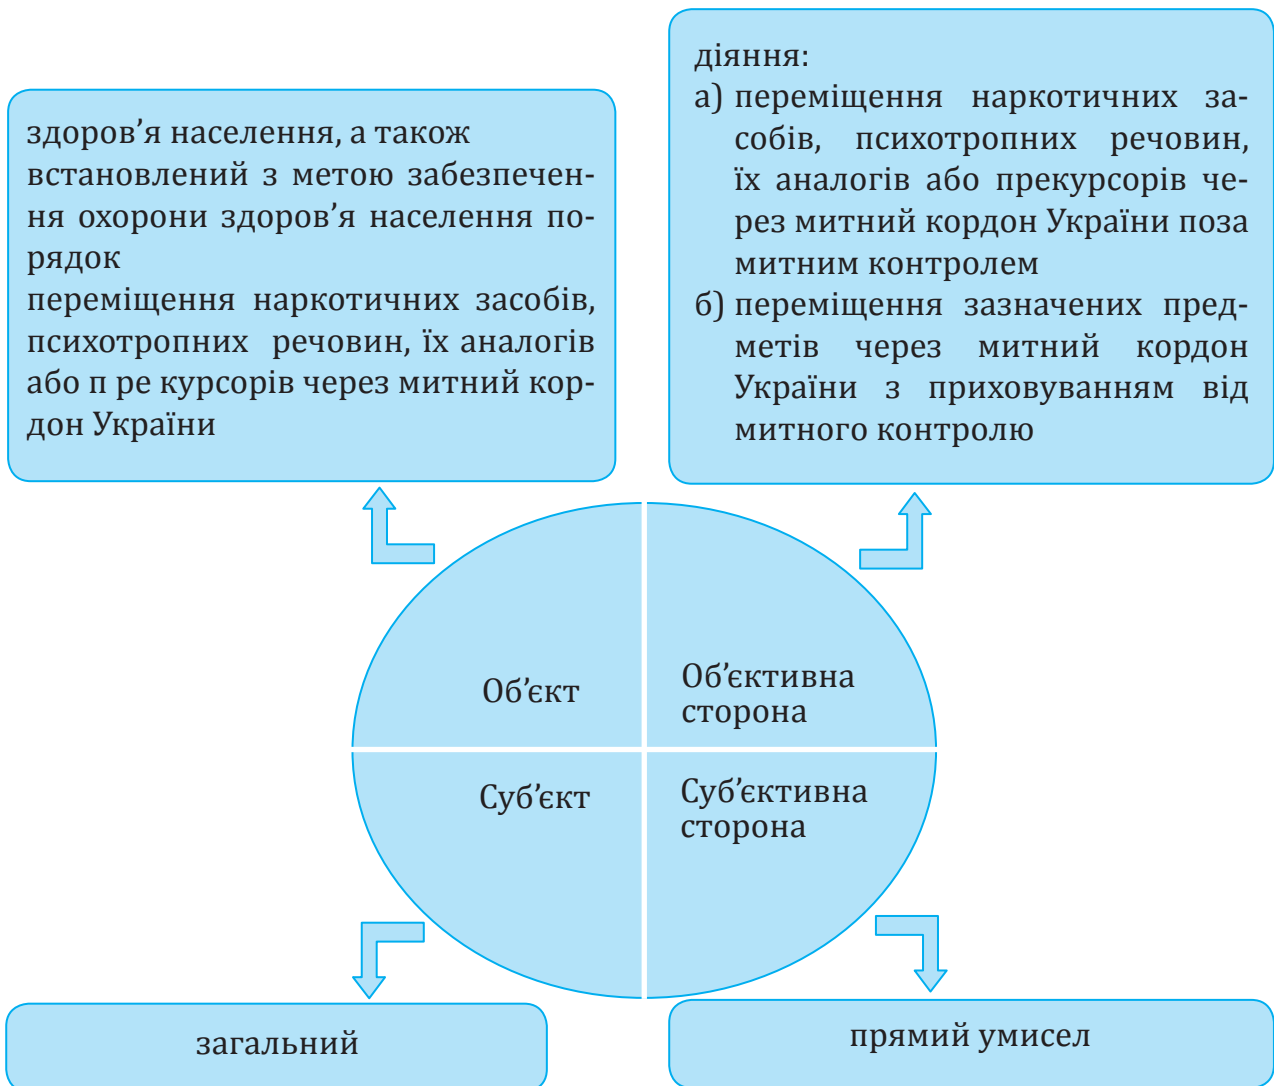 здоров’я населення, а також
встановлений з метою забезпечен-
ня охорони здоров’я населення по-
рядок
переміщення наркотичних засобів,
психотропних речовин, їх аналогів
або п ре курсорів через митний кор-
дон України
діяння:
а) переміщення наркотичних за-
собів, психотропних речовин,
їх аналогів або прекурсорів че-
рез митний кордон України поза
митним контролем
б) переміщення зазначених пред-
метів через митний кордон
України з приховуванням від
митного контролю
Об’єкт
Об’єктивна
сторона
Суб’єкт
Суб’єктивна
сторона
загальний
прямий умисел